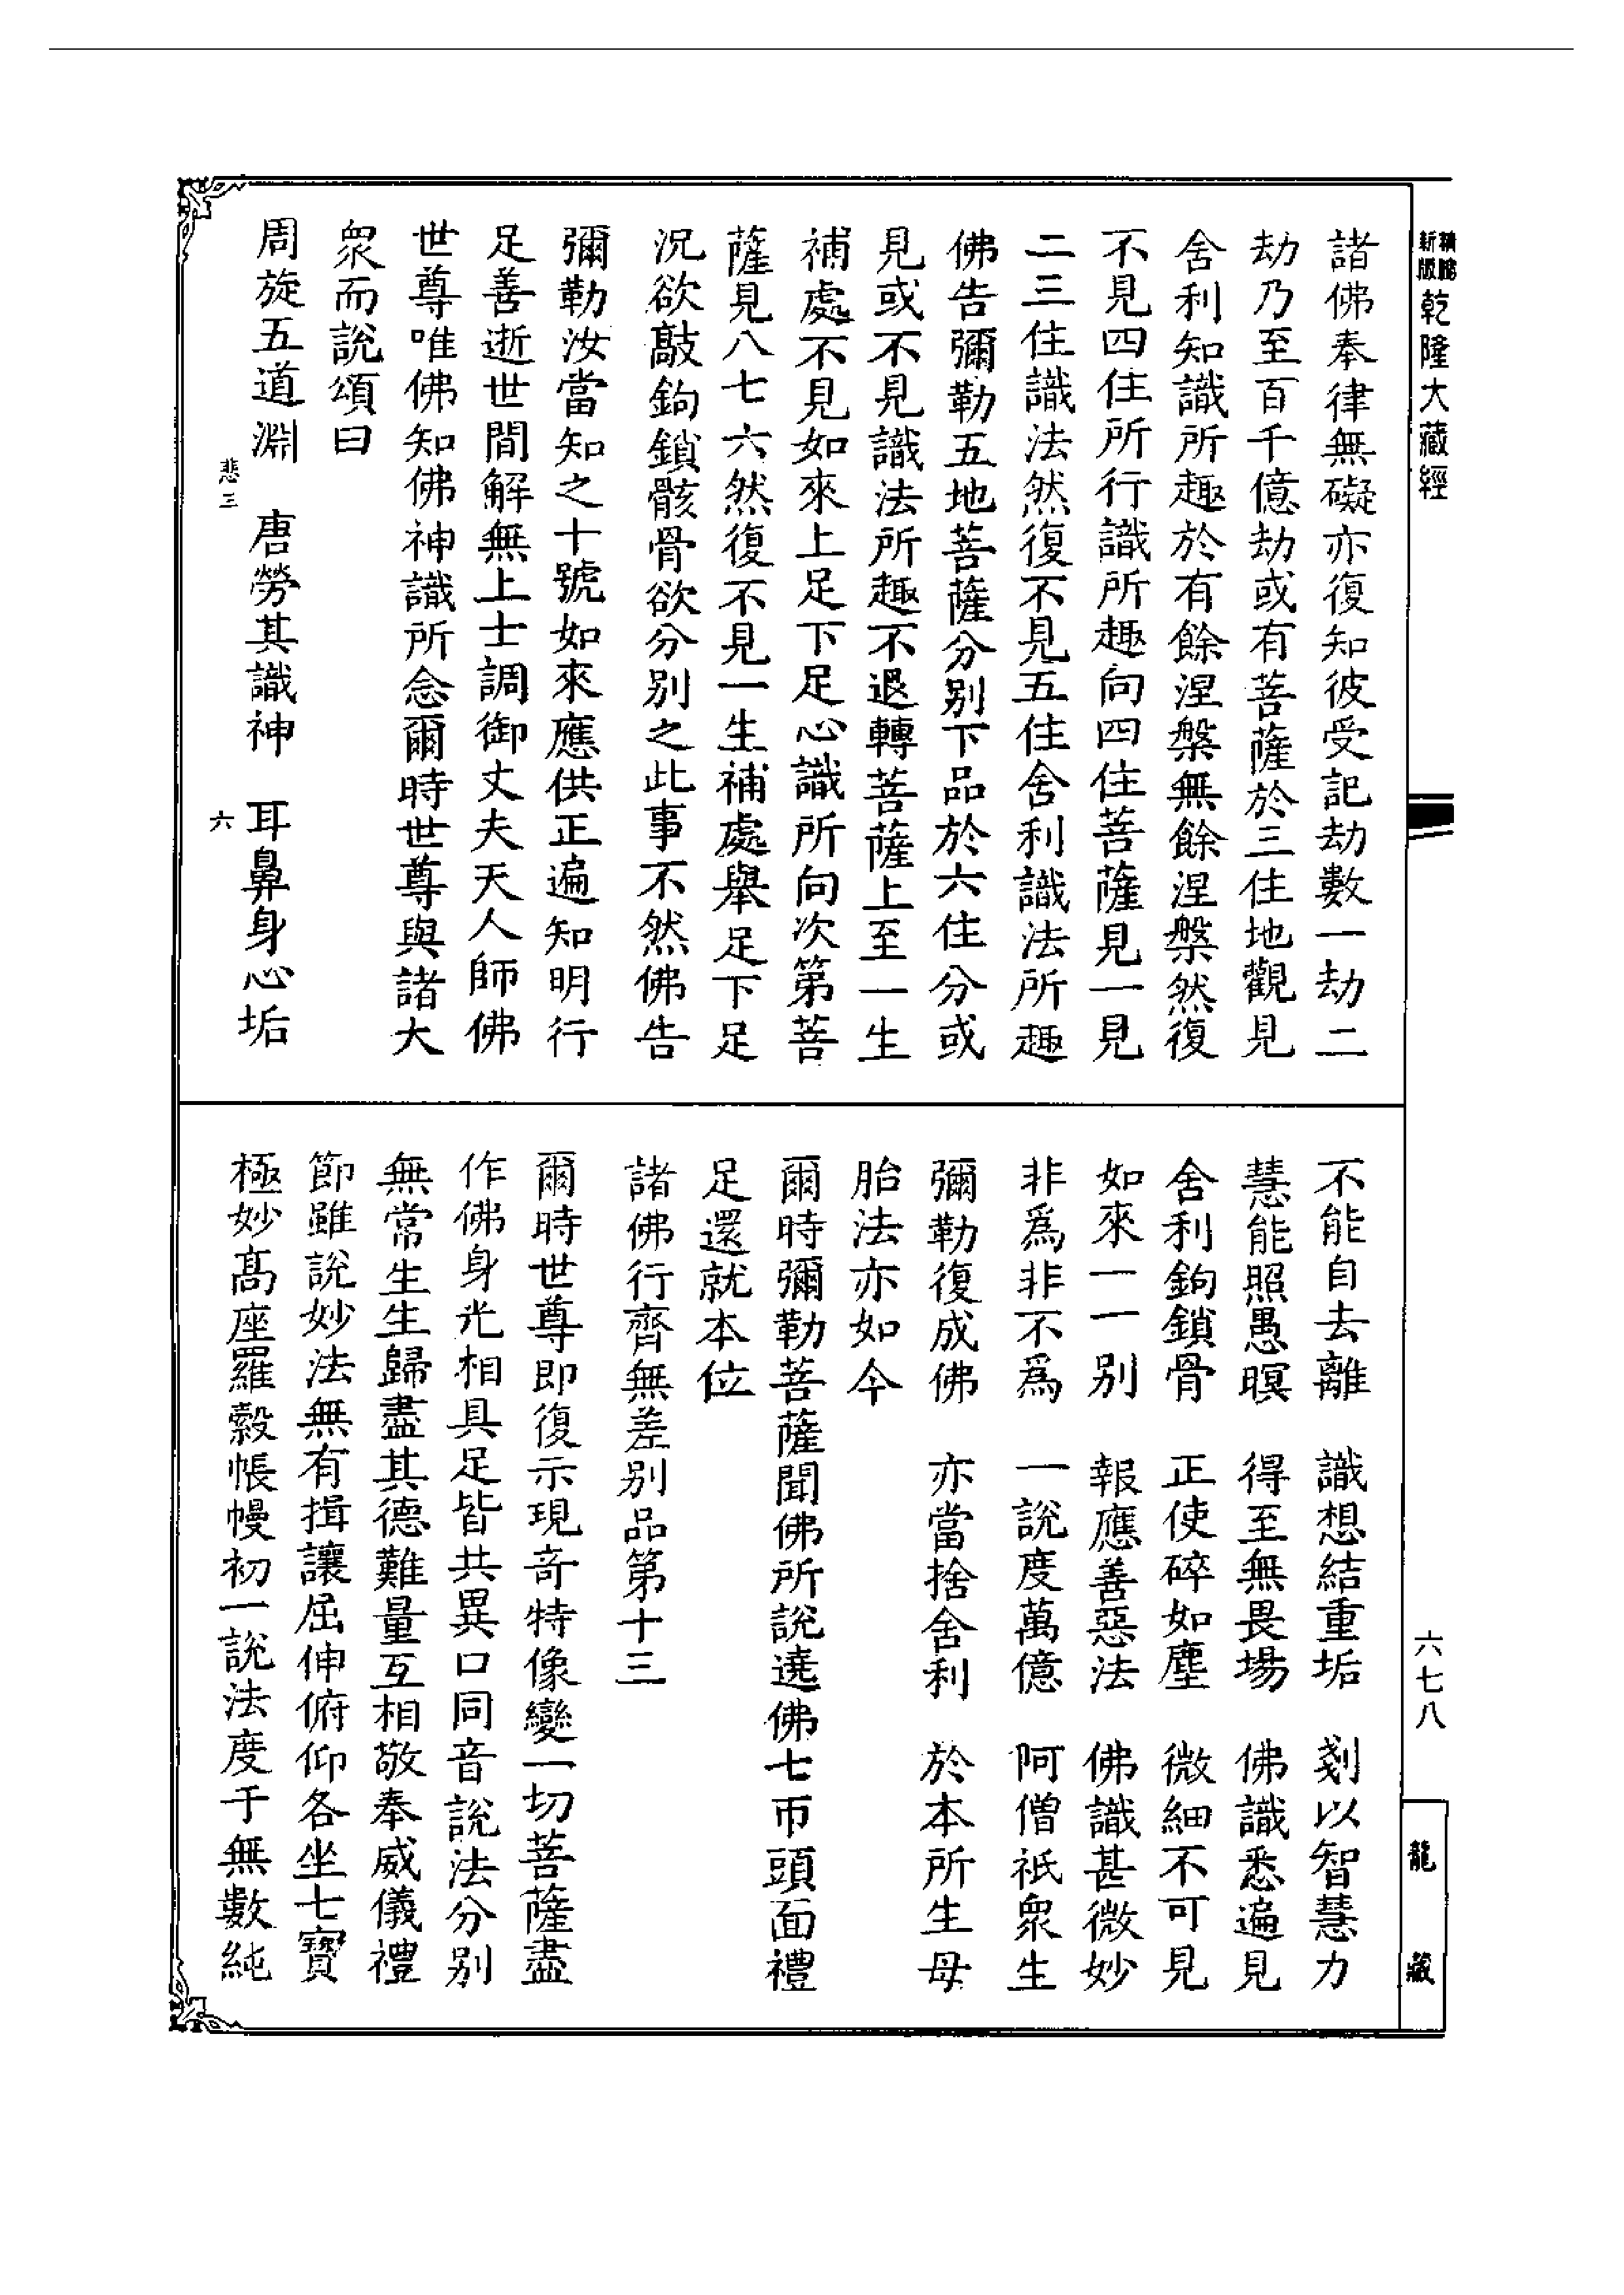 新版
精縮
乾隆大藏經
諸佛奉律無礙亦復知彼受記劫數一劫二
劫乃至百千億劫或有菩薩於三住地觀見
舍利知識所趣於有餘涅槃無餘涅槃然復
不見四住所行識所趣向四住菩薩見一見
二三住識法然復不見五住舍利識法所趣
佛告彌勒五地菩薩分別下品於六住分或
見或不見識法所趣不退轉菩薩上至一生
補處不見如來上足下足心識所向次第菩
薩見八七六然復不見一生補處舉足下足
況欲敲鉤鎖骸骨欲分別之此事不然佛告
彌勒汝當知之十號如來應供正遍知明行
足善逝世間解無上士調御丈夫天人師佛
世尊唯佛知佛神識所念爾時世尊與諸大
衆而說頌曰
周旋五道淵　唐勞其識神　耳鼻身心垢
悲三　六
不能自去離　識想結重垢　剗以智慧力
慧能照愚暝　得至無畏場　佛識悉遍見
舍利鉤鎖骨　正使碎如塵　微細不可見
如來一一別　報應善惡法　佛識甚微妙
非爲非不爲　一說度萬億　阿僧祇眾生
彌勒復成佛　亦當捨舍利　於本所生母
胎法亦如今
爾時彌勒菩薩聞佛所說遶佛七帀頭面禮
足還就本位
諸佛行齊無差別品第十三
爾時世尊即復示現奇特像變一切菩薩盡
作佛身光相具足皆共異口同音說法分別
無常生生歸盡其德難量互相敬奉威儀禮
節雖說妙法無有揖讓屈伸俯仰各坐七寶
極妙高座羅縠帳幔初一說法度于無數純
六七八
龍藏